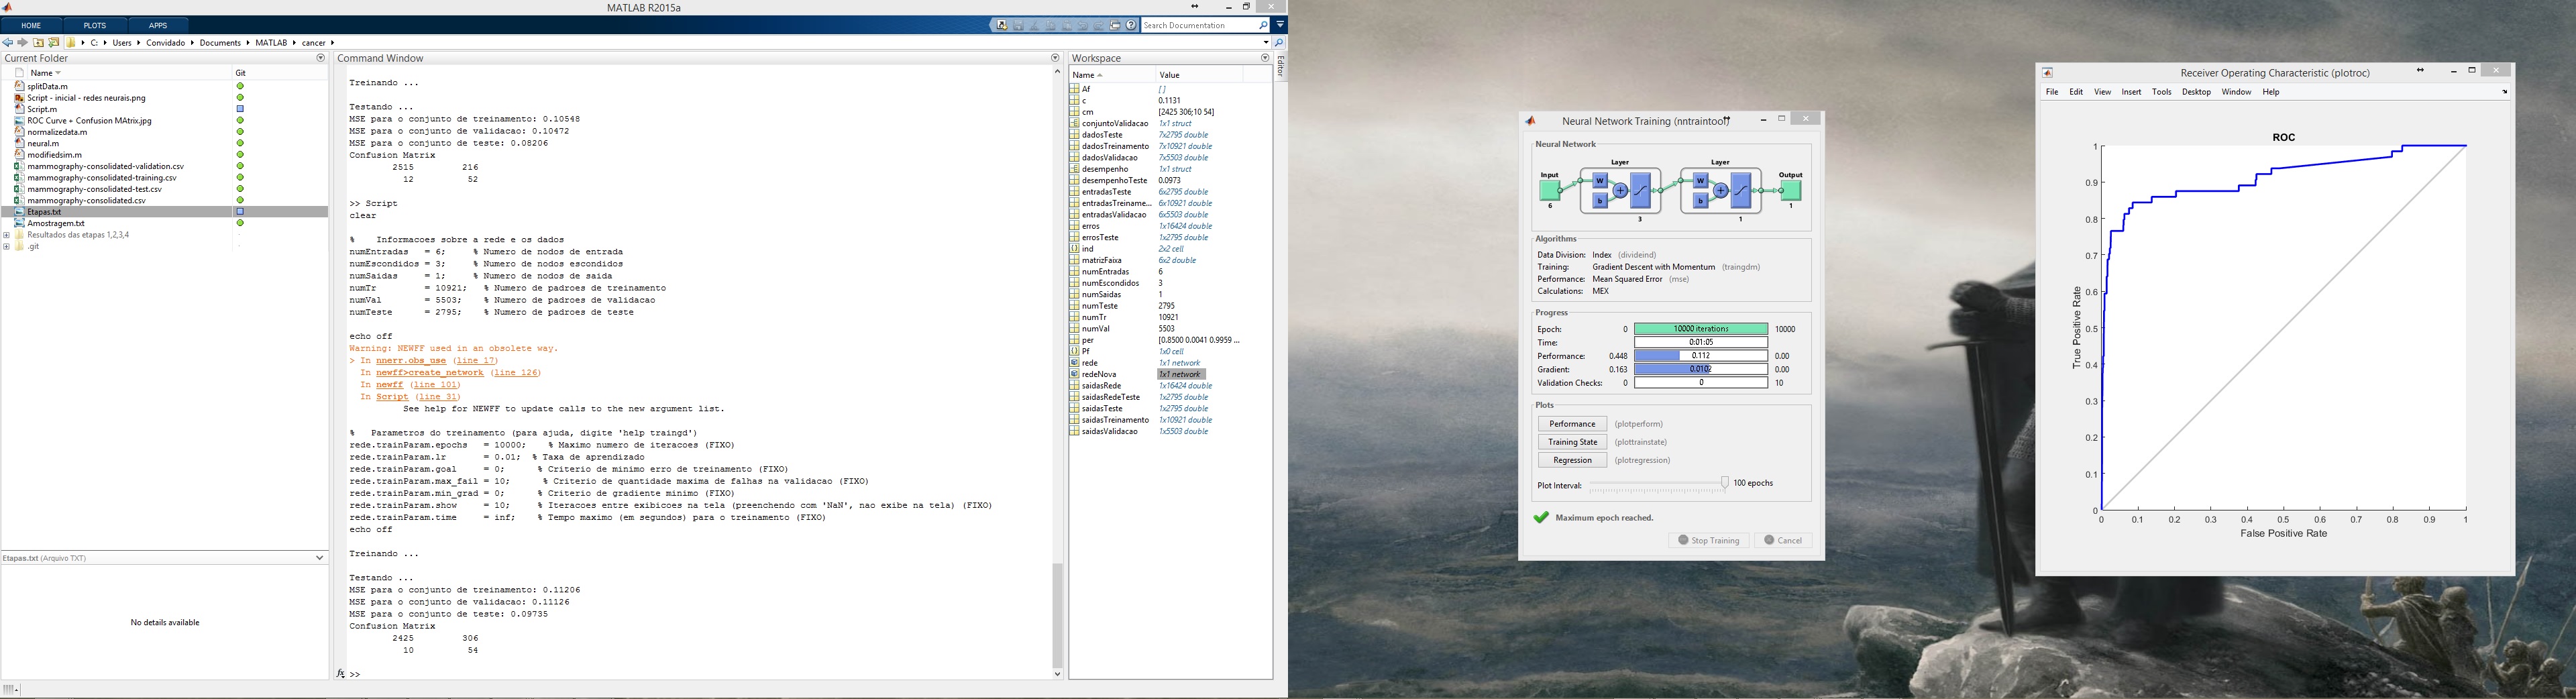 MATLAB R2015a
HOME PLOTS APPS
Search Documentation
C: Users Convidado Documents MATLAB cancer
Current Folder
Name Git
splitData.m
Script - inicial - redes neurais.png
Script.m
ROC Curve + Confusion MAtrix.jpg
normalizedata.m
neural.m
modifiedsim.m
mammography-consolidated-validation.csv
mammography-consolidated-training.csv
mammography-consolidated-test.csv
mammography-consolidated.csv
Etapas.txt
Amostragem.txt
Resultados das etapas 1,2,3,4
.git
Etapas.txt (Arquivo TXT)
No details available
Command Window
Treinando ...
Testando ...
MSE para o conjunto de treinamento: 0.10548
MSE para o conjunto de validacao: 0.10472
MSE para o conjunto de teste: 0.08206
Confusion Matrix
2515 216
12 52
>> Script
clear
% Informacoes sobre a rede e os dados
numEntradas = 6; % Numero de nodos de entrada
numEscondidos = 3; % Numero de nodos escondidos
numSaidas = 1; % Numero de nodos de saida
numTr = 10921; % Numero de padroes de treinamento
numVal = 5503; % Numero de padroes de validacao
numTeste = 2795; % Numero de padroes de teste
echo off
Warning: NEWFF used in an obsolete way.
> In nnerr.obs_use (line 17)
In newff>create_network (line 126)
In newff (line 101)
In Script (line 31)
See help for NEWFF to update calls to the new argument list.
% Parametros do treinamento (para ajuda, digite 'help traingd')
rede.trainParam.epochs = 10000; % Maximo numero de iteracoes (FIXO)
rede.trainParam.lr = 0.01; % Taxa de aprendizado
rede.trainParam.goal = 0; % Criterio de minimo erro de treinamento (FIXO)
rede.trainParam.max_fail = 10; % Criterio de quantidade maxima de falhas na validacao (FIXO)
rede.trainParam.min_grad = 0; % Criterio de gradiente minimo (FIXO)
rede.trainParam.show = 10; % Iteracoes entre exibicoes na tela (preenchendo com 'NaN', nao exibe na tela) (FIXO)
rede.trainParam.time = inf; % Tempo maximo (em segundos) para o treinamento (FIXO)
echo off
Treinando ...
Testando ...
MSE para o conjunto de treinamento: 0.11206
MSE para o conjunto de validacao: 0.11126
MSE para o conjunto de teste: 0.09735
Confusion Matrix
2425 306
10 54
fx >>
Workspace
Name Value
Af []
c 0.1131
cm [2425 306;10 54]
conjuntoValidacao 1x1 struct
dadosTeste 7x2795 double
dadosTreinamento 7x10921 double
dadosValidacao 7x5503 double
desempenho 1x1 struct
desempenhoTeste 0.0973
entradasTeste 6x2795 double
entradasTreiname... 6x10921 double
entradasValidacao 6x5503 double
erros 1x16424 double
errosTeste 1x2795 double
ind 2x2 cell
matrizFaixa 6x2 double
numEntradas 6
numEscondidos 3
numSaidas 1
numTeste 2795
numTr 10921
numVal 5503
per [0.8500 0.0041 0.9959 ...
Pf 1x0 cell
rede 1x1 network
redeNova 1x1 network
saidasRede 1x16424 double
saidasRedeTeste 1x2795 double
saidasTeste 1x2795 double
saidasTreinamento 1x10921 double
saidasValidacao 1x5503 double
Editor
Neural Network Training (nntraintool)
Neural Network
Layer Layer
Input Output
W b + W b +
6 3 1 1
Algorithms
Data Division: Index (divideind)
Training: Gradient Descent with Momentum (traingdm)
Performance: Mean Squared Error (mse)
Calculations: MEX
Progress
Epoch: 0 10000 iterations 10000
Time: 0:01:05
Performance: 0.448 0.112 0.00
Gradient: 0.163 0.0102 0.00
Validation Checks: 0 0 10
Plots
Performance (plotperform)
Training State (plottrainstate)
Regression (plotregression)
Plot Interval: 100 epochs
Maximum epoch reached.
Stop Training Cancel
Receiver Operating Characteristic (plotroc)
File Edit View Insert Tools Desktop Window Help
ROC
True Positive Rate
1
0.9
0.8
0.7
0.6
0.5
0.4
0.3
0.2
0.1
0
0 0.1 0.2 0.3 0.4 0.5 0.6 0.7 0.8 0.9 1
False Positive Rate